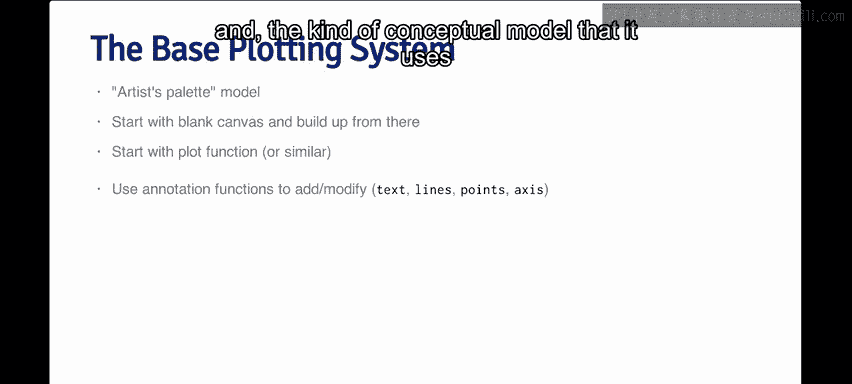 and, the kind of conceptual model that it
uses
The Base Plotting System
• "Artist's palette" model
• Start with blank canvas and build up from there
• Start with plot function (or similar)
• Use annotation functions to add/modify (text, lines, points, axis)